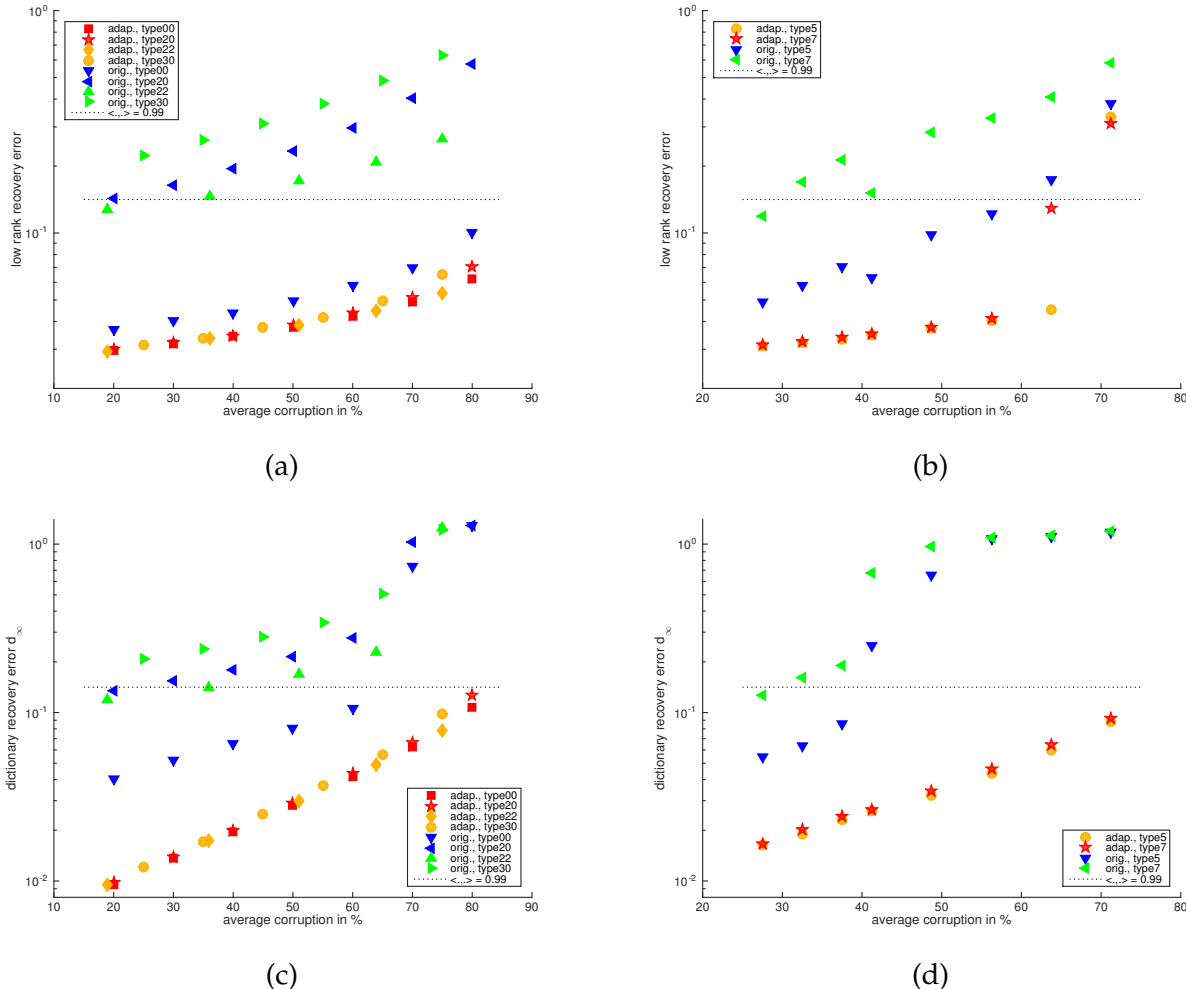 10^0
10^-1
low rank recovery error
adap., type00
adap., type20
adap., type22
adap., type30
orig., type00
orig., type20
orig., type22
orig., type30
<.,.> = 0.99
10 20 30 40 50 60 70 80 90
average corruption in %
(a)
10^0
10^-1
low rank recovery error
adap., type5
adap., type7
orig., type5
orig., type7
<.,.> = 0.99
20 30 40 50 60 70 80
average corruption in %
(b)
10^0
10^-1
10^-2
dictionary recovery error d_∞
adap., type00
adap., type20
adap., type22
adap., type30
orig., type00
orig., type20
orig., type22
orig., type30
<.,.> = 0.99
10 20 30 40 50 60 70 80 90
average corruption in %
(c)
10^0
10^-1
10^-2
dictionary recovery error d_∞
adap., type5
adap., type7
orig., type5
orig., type7
<.,.> = 0.99
20 30 40 50 60 70 80
average corruption in %
(d)